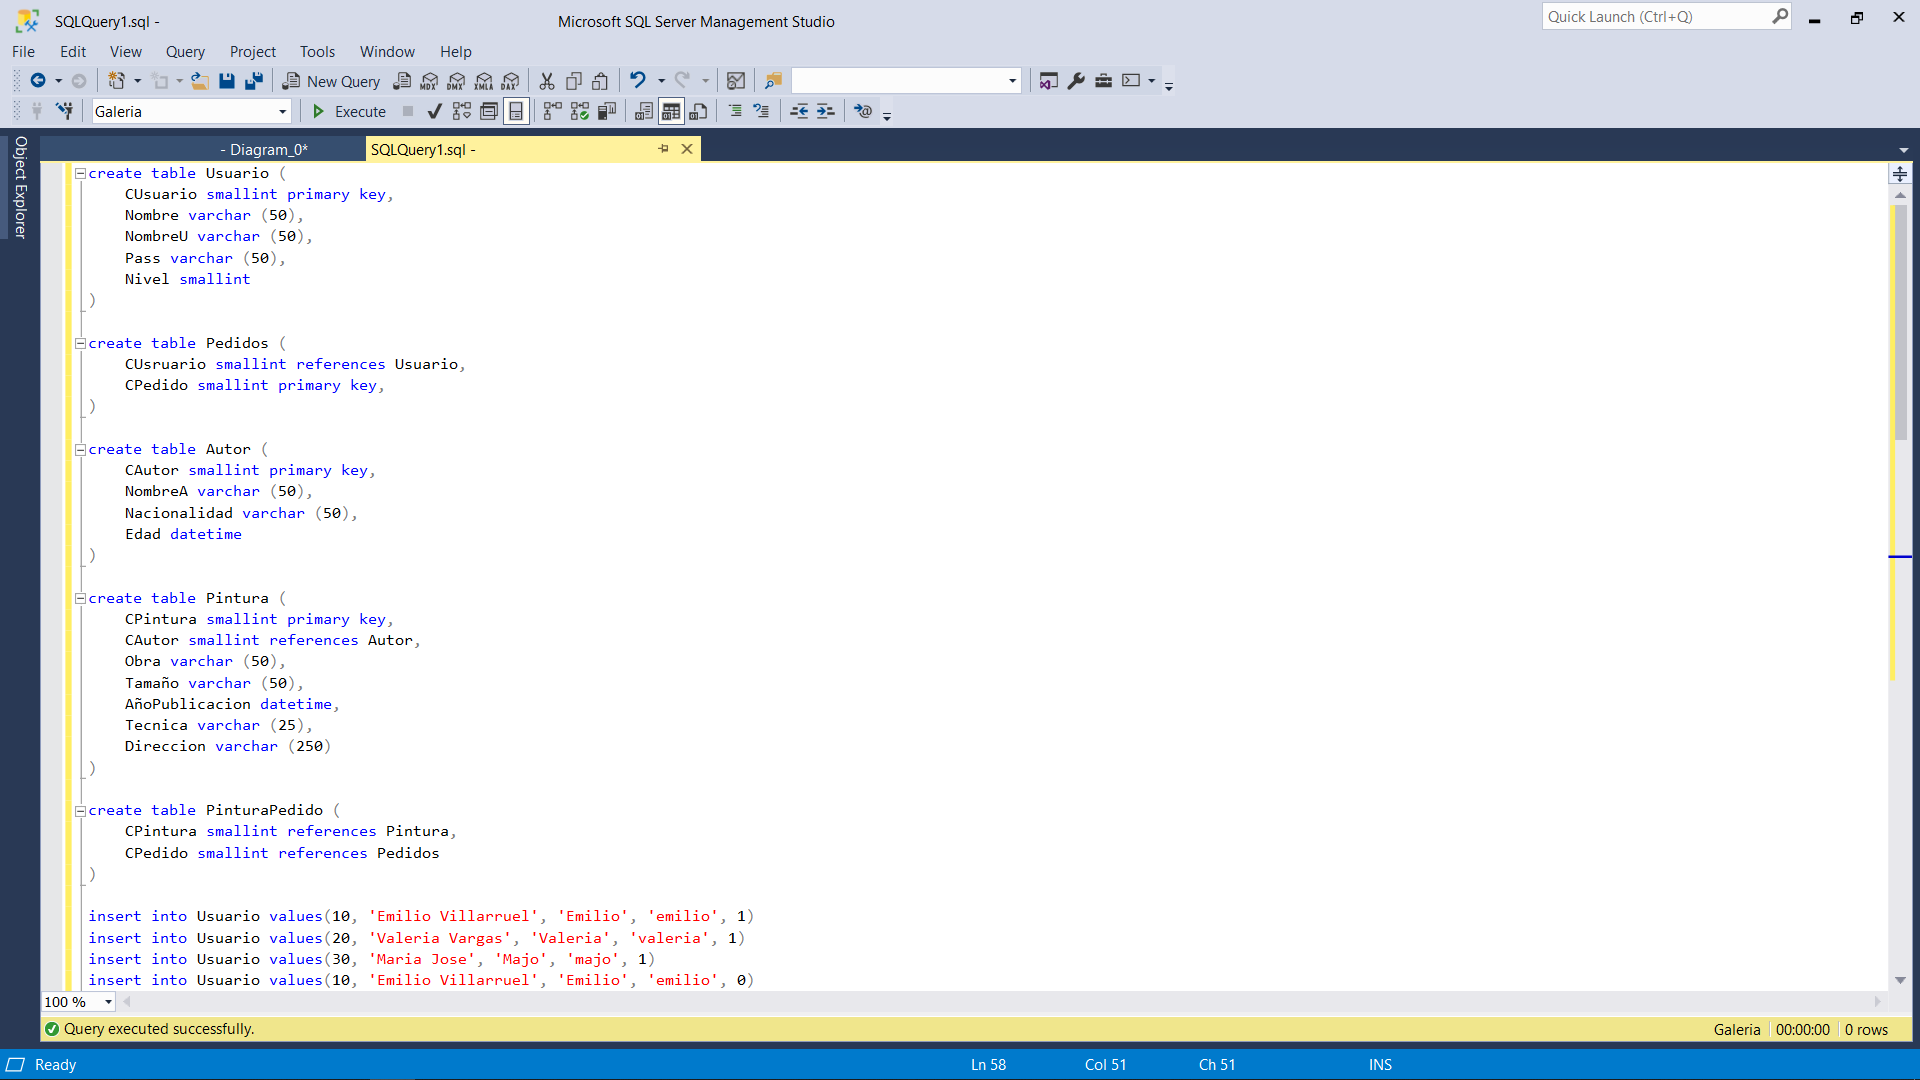 SQLQuery1.sql -
Microsoft SQL Server Management Studio
Quick Launch (Ctrl+Q)
File Edit View Query Project Tools Window Help
New Query MDX DMX XMLA DAX
Galeria Execute
Object Explorer
- Diagram_0* SQLQuery1.sql -
create table Usuario (
CUsuario smallint primary key,
Nombre varchar (50),
NombreU varchar (50),
Pass varchar (50),
Nivel smallint
)
create table Pedidos (
CUsruario smallint references Usuario,
CPedido smallint primary key,
)
create table Autor (
CAutor smallint primary key,
NombreA varchar (50),
Nacionalidad varchar (50),
Edad datetime
)
create table Pintura (
CPintura smallint primary key,
CAutor smallint references Autor,
Obra varchar (50),
Tamaño varchar (50),
AñoPublicacion datetime,
Tecnica varchar (25),
Direccion varchar (250)
)
create table PinturaPedido (
CPintura smallint references Pintura,
CPedido smallint references Pedidos
)
insert into Usuario values(10, 'Emilio Villarruel', 'Emilio', 'emilio', 1)
insert into Usuario values(20, 'Valeria Vargas', 'Valeria', 'valeria', 1)
insert into Usuario values(30, 'Maria Jose', 'Majo', 'majo', 1)
insert into Usuario values(10, 'Emilio Villarruel', 'Emilio', 'emilio', 0)
100 %
Query executed successfully. Galeria 00:00:00 0 rows
Ready Ln 58 Col 51 Ch 51 INS